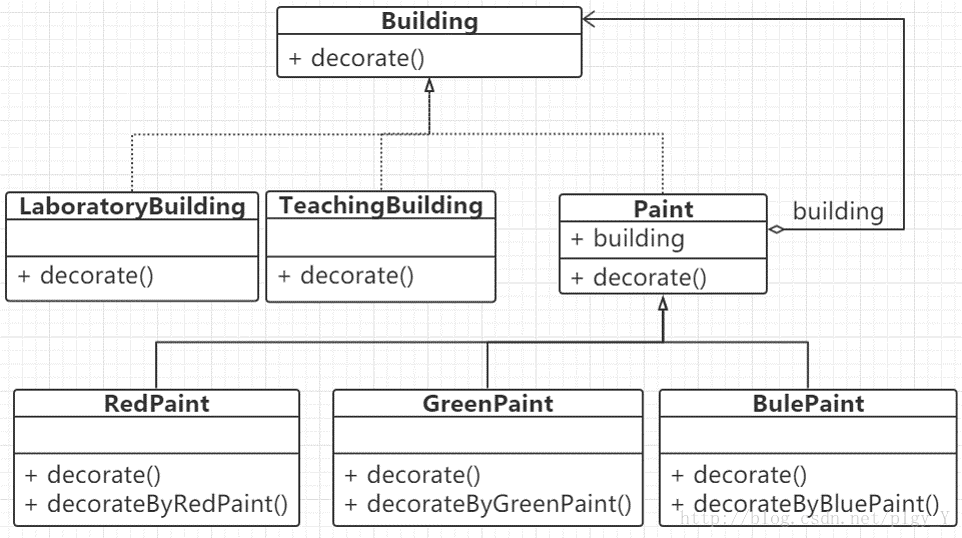 Building
+ decorate()
LaboratoryBuilding
+ decorate()
TeachingBuilding
+ decorate()
Paint
+ building
+ decorate()
building
RedPaint
+ decorate()
+ decorateByRedPaint()
GreenPaint
+ decorate()
+ decorateByGreenPaint()
BulePaint
+ decorate()
+ decorateByBluePaint()
http://blog.csdn.net/plgy_Y